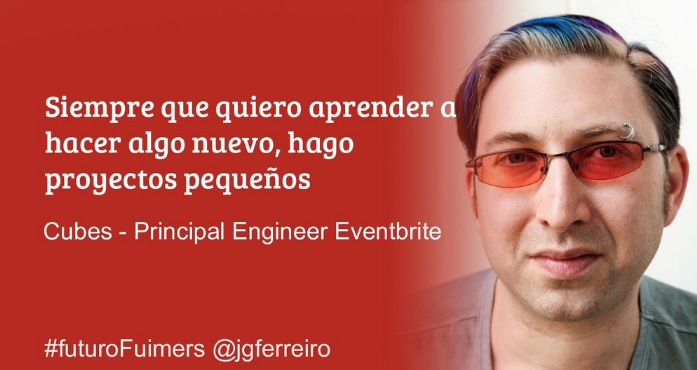 Siempre que quiero aprender a
hacer algo nuevo, hago
proyectos pequeños
Cubes - Principal Engineer Eventbrite
#futuroFuimers @jgferreiro